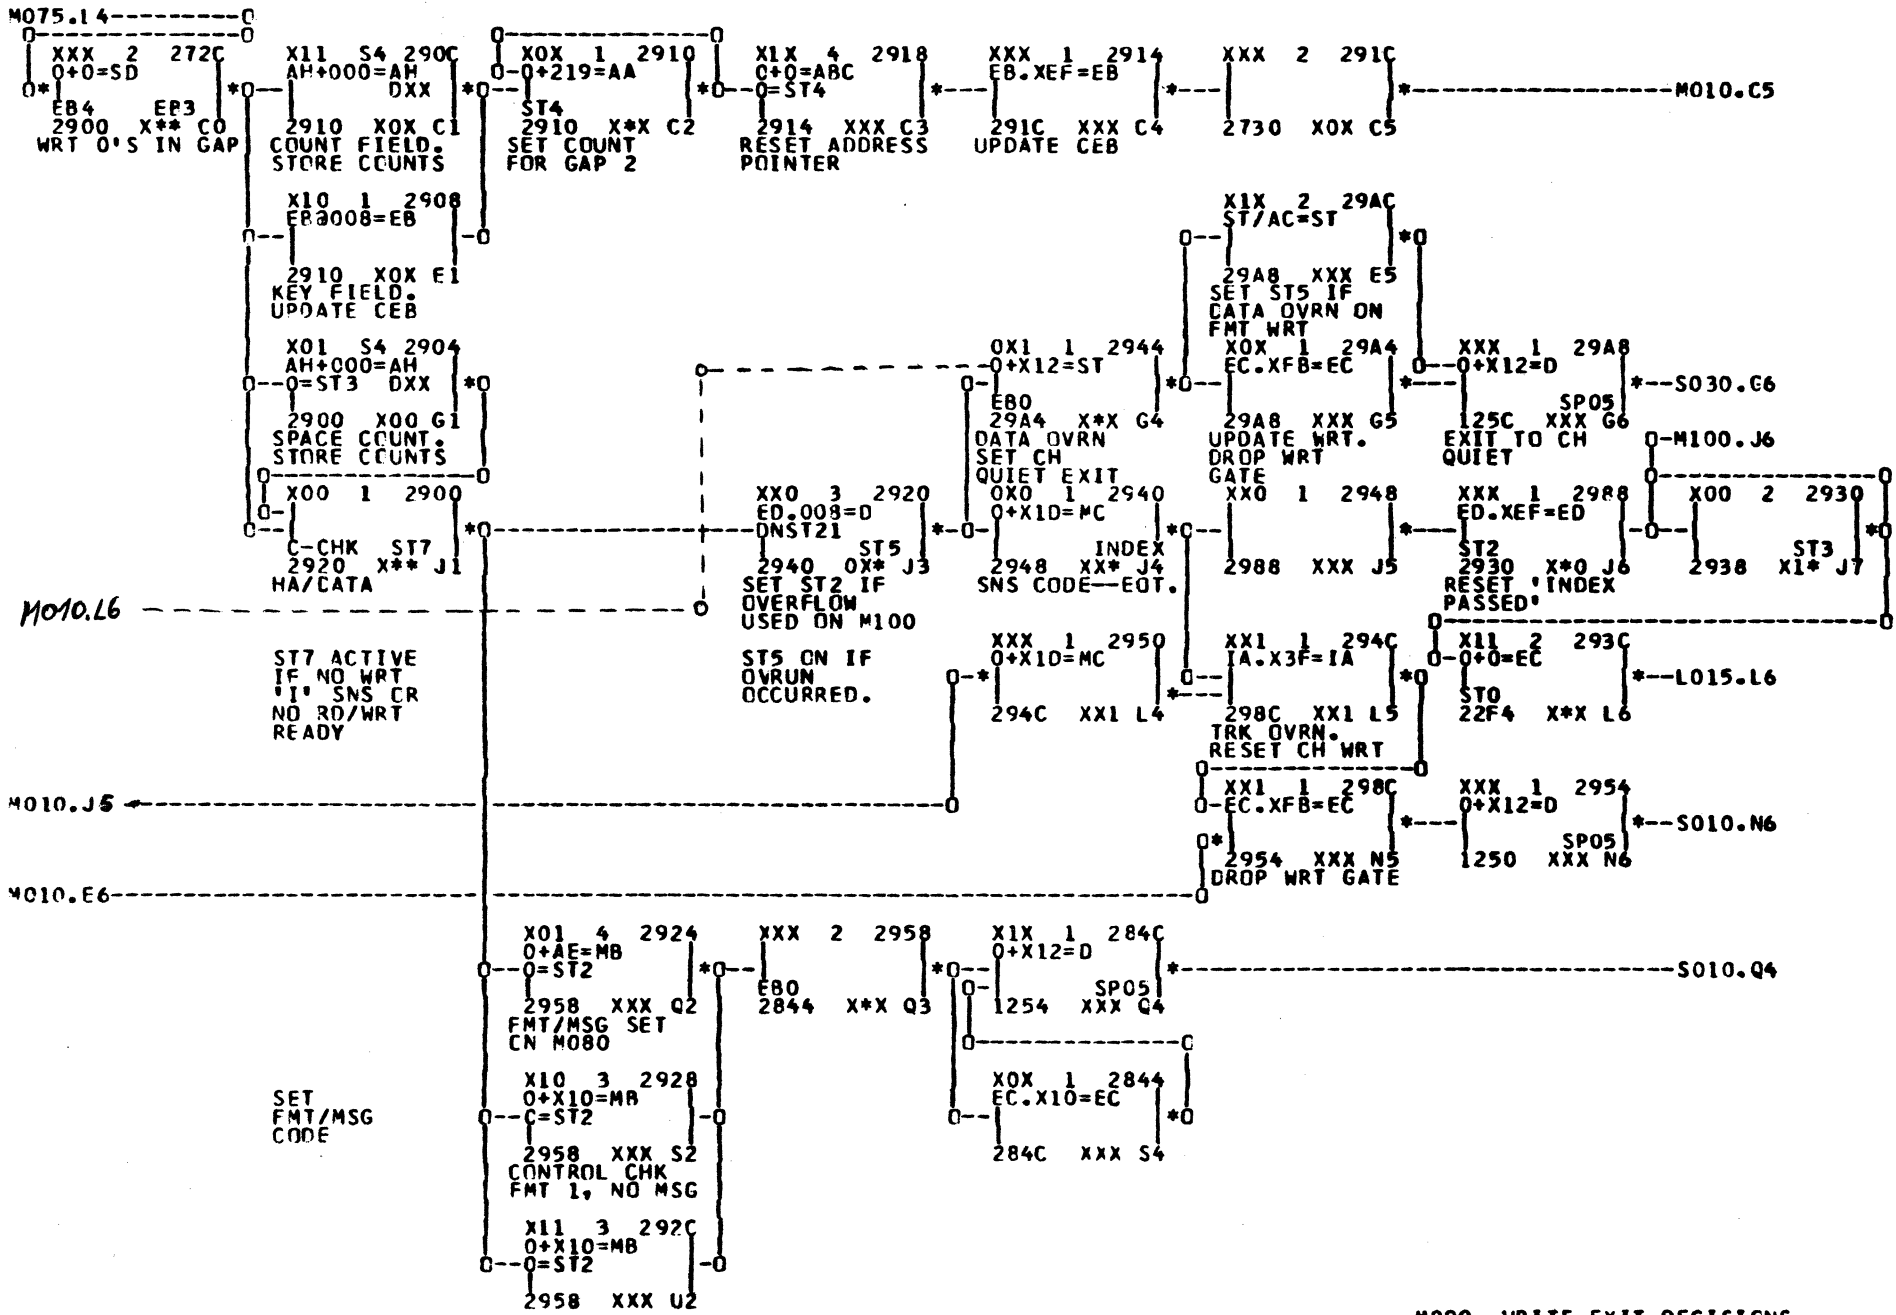 M075.L4
XXX 2 272C X11 S4 290C X0X 1 2910 X1X 4 2918 XXX 1 2914 XXX 2 291C
0+0=SD AH+000=AH 0+219=AA 0+0=ABC EB.XEF=EB
DXX 0=ST4 M010.C5
EB4 EB3 ST4
2900 X** C0 2910 X0X C1 2910 X*X C2 2914 XXX C3 291C XXX C4 2730 X0X C5
WRT 0'S IN GAP COUNT FIELD. SET COUNT RESET ADDRESS UPDATE CEB
STORE COUNTS FOR GAP 2 POINTER
X10 1 2908 X1X 2 29AC
EB@008=EB ST/AC=ST
2910 X0X E1 29A8 XXX E5
KEY FIELD. SET ST5 IF
UPDATE CEB DATA OVRN ON
FMT WRT
X01 S4 2904 0X1 1 2944 X0X 1 29A4 XXX 1 29A8
AH+000=AH 0+X12=ST EC.XFB=EC 0+X12=D
0=ST3 DXX S030.G6
EB0 SP05
2900 X00 G1 29A4 X*X G4 29A8 XXX G5 125C XXX G6
SPACE COUNT. DATA OVRN UPDATE WRT. EXIT TO CH M100.J6
STORE COUNTS SET CH DROP WRT QUIET
QUIET EXIT GATE
X00 1 2900 XX0 3 2920 0X0 1 2940 XX0 1 2948 XXX 1 2988 X00 2 2930
ED.008=D 0+X1D=MC ED.XEF=ED
DNST21
C-CHK ST7 ST5 INDEX ST2 ST3
2920 X** J1 2940 0X* J3 2948 XX* J4 2988 XXX J5 2930 X*0 J6 2938 X1* J7
HA/DATA SET ST2 IF SNS CODE--EOT. RESET 'INDEX
M010.L6 OVERFLOW PASSED'
USED ON M100
XXX 1 2950 XX1 1 294C X11 2 293C
ST7 ACTIVE ST5 ON IF 0+X1D=MC IA.X3F=IA 0+0=EC
IF NO WRT OVRUN L015.L6
'I' SNS OR OCCURRED. ST0
NO RD/WRT 294C XX1 L4 298C XX1 L5 22F4 X*X L6
READY TRK OVRN.
RESET CH WRT
M010.J5 XX1 1 298C XXX 1 2954
EC.XFB=EC 0+X12=D
S010.N6
SP05
2954 XXX N5 1250 XXX N6
DROP WRT GATE
M010.E6
X01 4 2924 XXX 2 2958 X1X 1 284C
0+AE=MB 0+X12=D
0=ST2 S010.Q4
EB0 SP05
2958 XXX Q2 2844 X*X Q3 1254 XXX Q4
FMT/MSG SET
ON M080
X10 3 2928 X0X 1 2844
SET 0+X10=MB EC.X10=EC
FMT/MSG 0=ST2
CODE
2958 XXX S2 284C XXX S4
CONTROL CHK
FMT 1, NO MSG
X11 3 292C
0+X10=MB
0=ST2
2958 XXX U2